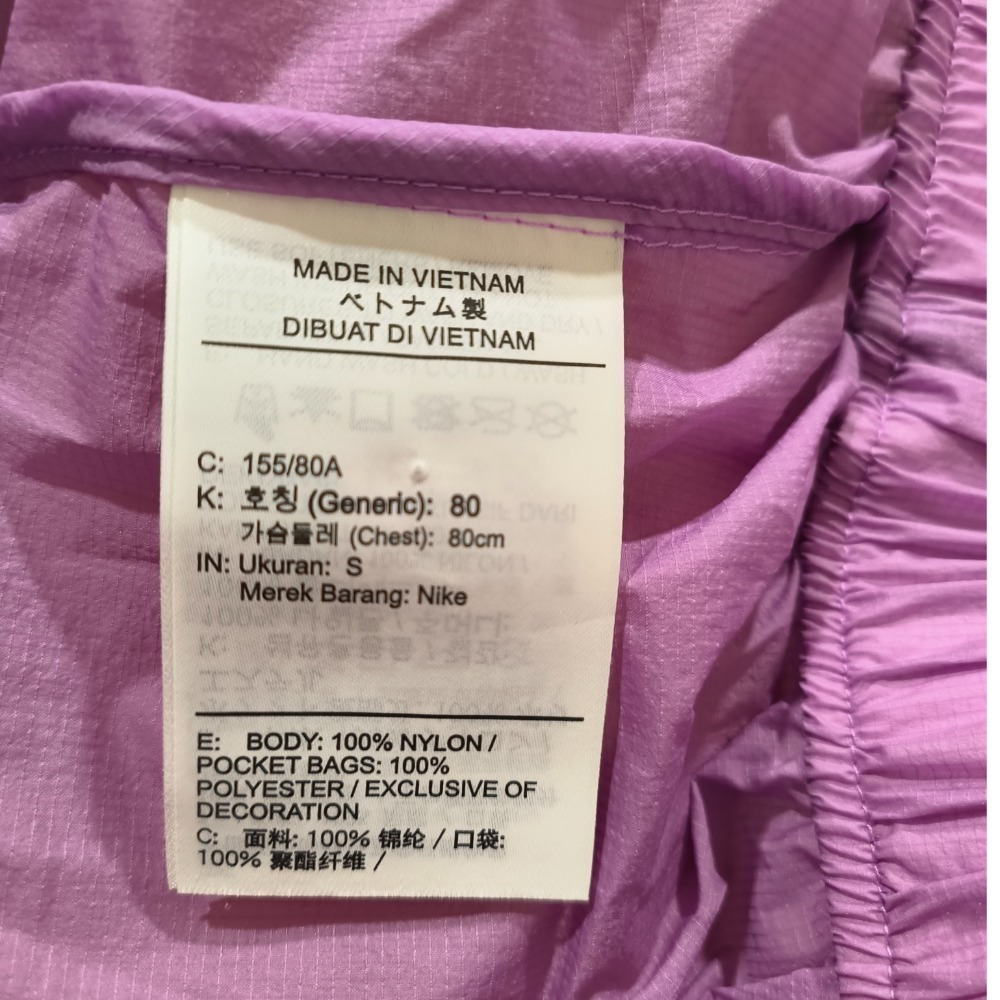 MADE IN VIETNAM
ベトナム製
DIBUAT DI VIETNAM
C: 155/80A
K: 호칭 (Generic): 80
가슴둘레 (Chest): 80cm
IN: Ukuran: S
Merek Barang: Nike
E: BODY: 100% NYLON /
POCKET BAGS: 100%
POLYESTER / EXCLUSIVE OF
DECORATION
C: 面料: 100% 锦纶 / 口袋:
100% 聚酯纤维 /